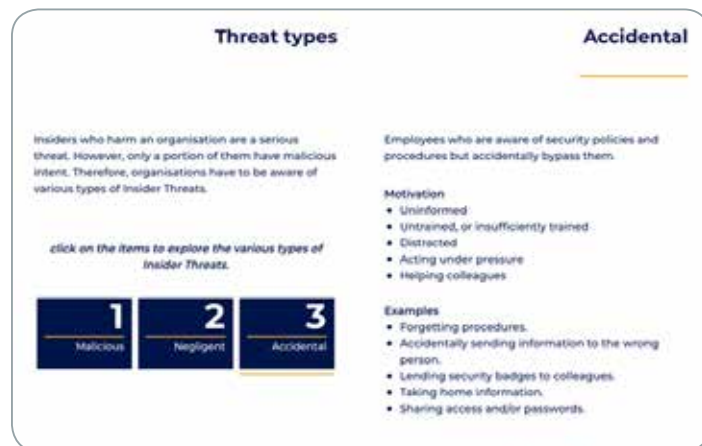 Threat types
Insiders who harm an organisation are a serious
threat. However, only a portion of them have malicious
intent. Therefore, organisations have to be aware of
various types of Insider Threats.
click on the items to explore the various types of
Insider Threats.
1
Malicious
2
Negligent
3
Accidental
Accidental
Employees who are aware of security policies and
procedures but accidentally bypass them.
Motivation
• Uninformed
• Untrained, or insufficiently trained
• Distracted
• Acting under pressure
• Helping colleagues
Examples
• Forgetting procedures.
• Accidentally sending information to the wrong
person.
• Lending security badges to colleagues.
• Taking home information.
• Sharing access and/or passwords.